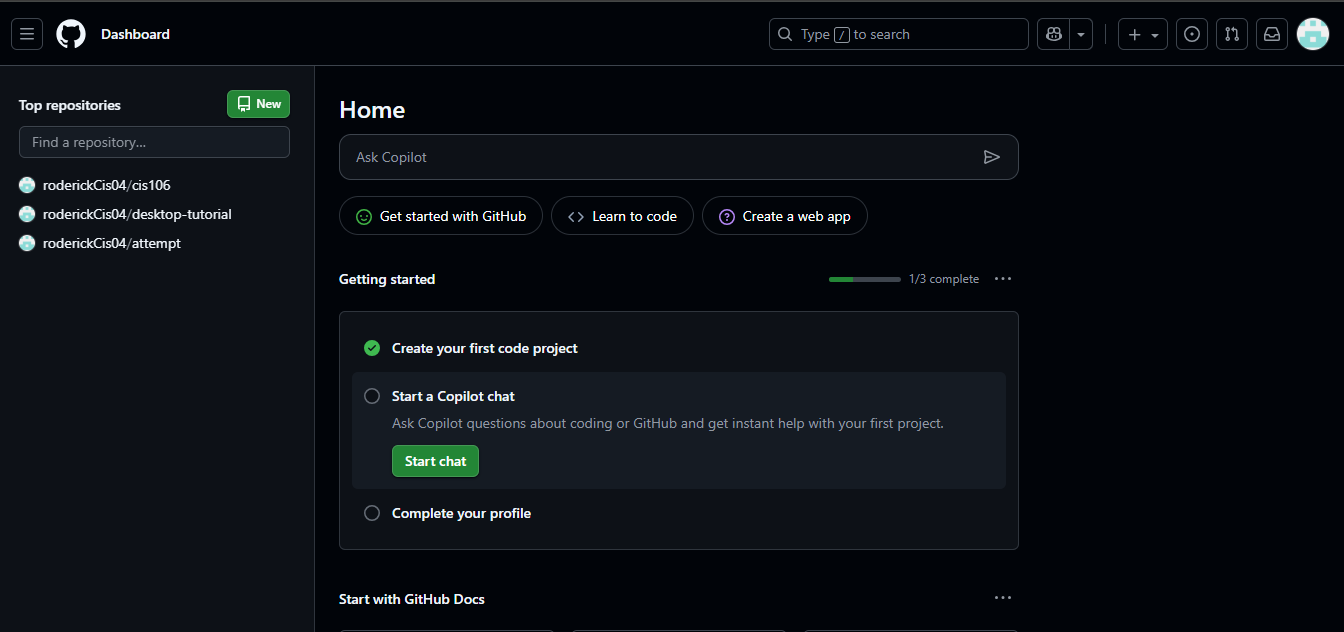 Dashboard
Type / to search
Top repositories
New
Find a repository...
roderickCis04/cis106
roderickCis04/desktop-tutorial
roderickCis04/attempt
Home
Ask Copilot
Get started with GitHub
Learn to code
Create a web app
Getting started
1/3 complete
Create your first code project
Start a Copilot chat
Ask Copilot questions about coding or GitHub and get instant help with your first project.
Start chat
Complete your profile
Start with GitHub Docs